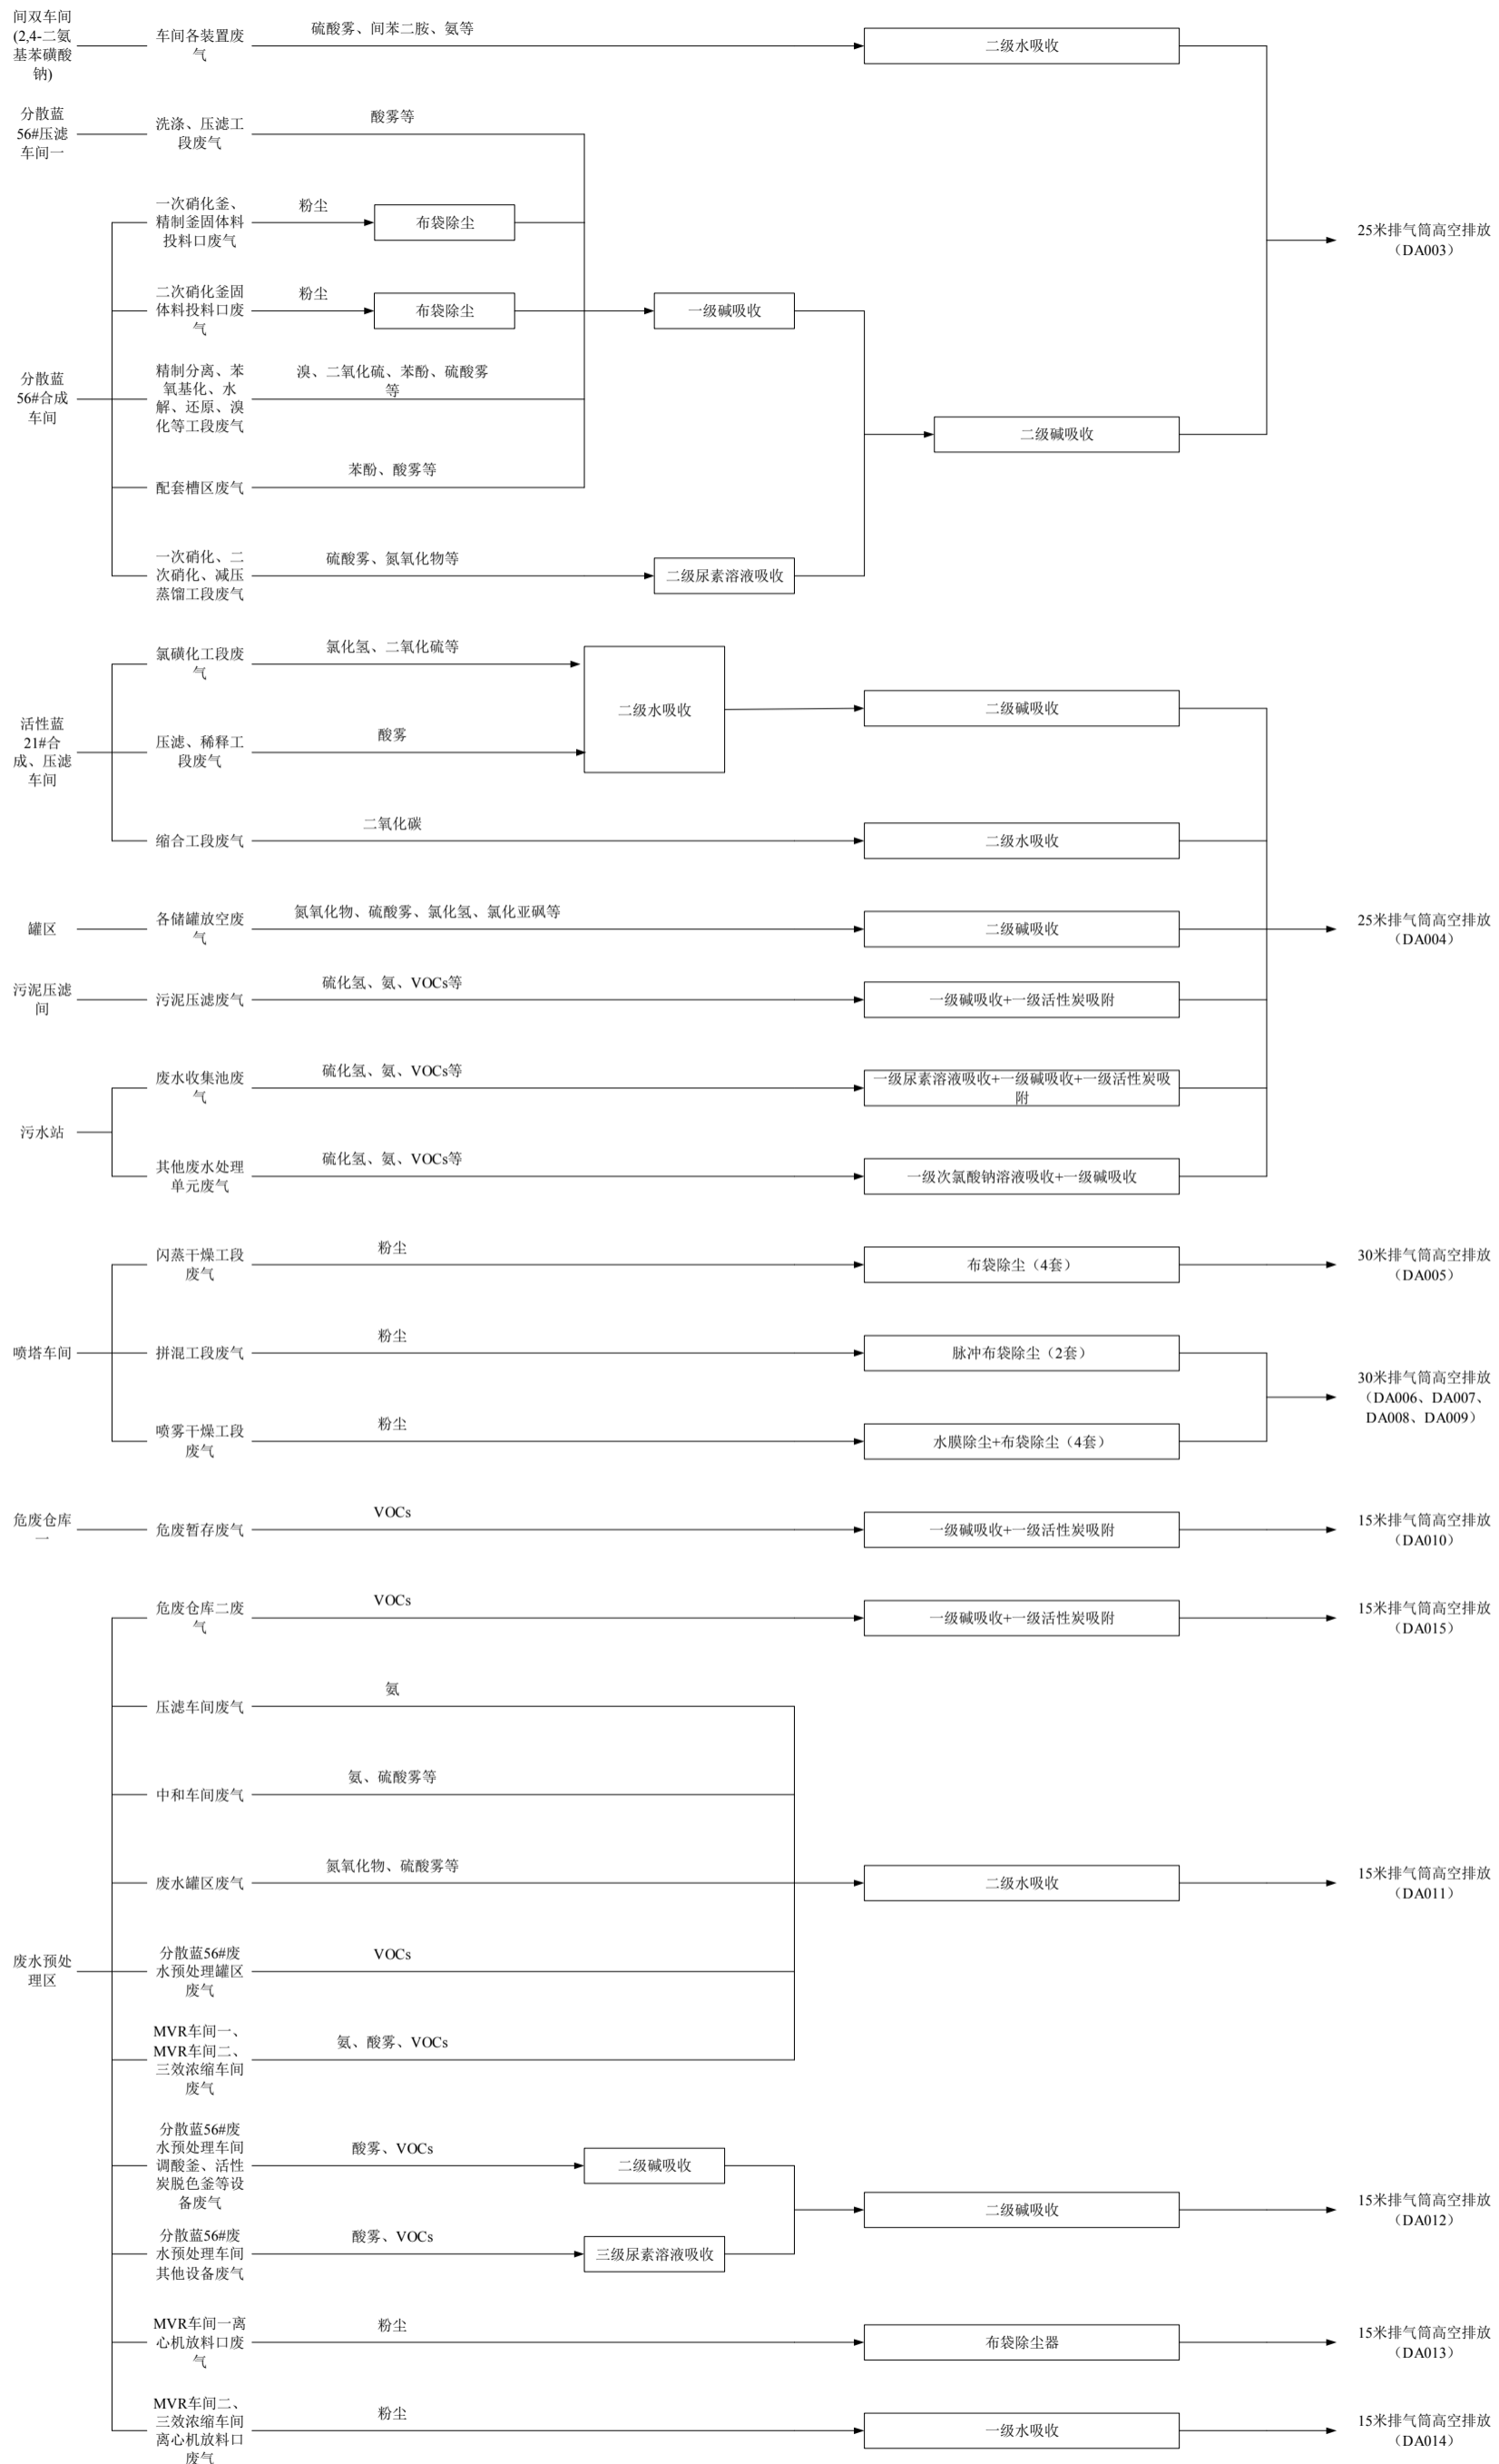 间双车间
(2,4-二氨
基苯磺酸
钠)
车间各装置废
气
硫酸雾、间苯二胺、氨等
二级水吸收
分散蓝
56#压滤
车间一
洗涤、压滤工
段废气
酸雾等
一次硝化釜、
精制釜固体料
投料口废气
粉尘
布袋除尘
25米排气筒高空排放
（DA003）
二次硝化釜固
体料投料口废
气
粉尘
布袋除尘
一级碱吸收
分散蓝
56#合成
车间
精制分离、苯
氧基化、水
解、还原、溴
化等工段废气
溴、二氧化硫、苯酚、硫酸雾
等
二级碱吸收
配套槽区废气
苯酚、酸雾等
一次硝化、二
次硝化、减压
蒸馏工段废气
硫酸雾、氮氧化物等
二级尿素溶液吸收
氯磺化工段废
气
氯化氢、二氧化硫等
二级水吸收
二级碱吸收
活性蓝
21#合
成、压滤
车间
压滤、稀释工
段废气
酸雾
缩合工段废气
二氧化碳
二级水吸收
罐区
各储罐放空废
气
氮氧化物、硫酸雾、氯化氢、氯化亚砜等
二级碱吸收
25米排气筒高空排放
（DA004）
污泥压滤
间
污泥压滤废气
硫化氢、氨、VOCs等
一级碱吸收+一级活性炭吸附
污水站
废水收集池废
气
硫化氢、氨、VOCs等
一级尿素溶液吸收+一级碱吸收+一级活性炭吸
附
其他废水处理
单元废气
硫化氢、氨、VOCs等
一级次氯酸钠溶液吸收+一级碱吸收
闪蒸干燥工段
废气
粉尘
布袋除尘（4套）
30米排气筒高空排放
（DA005）
喷塔车间
拼混工段废气
粉尘
脉冲布袋除尘（2套）
30米排气筒高空排放
（DA006、DA007、
DA008、DA009）
喷雾干燥工段
废气
粉尘
水膜除尘+布袋除尘（4套）
危废仓库
一
危废暂存废气
VOCs
一级碱吸收+一级活性炭吸附
15米排气筒高空排放
（DA010）
危废仓库二废
气
VOCs
一级碱吸收+一级活性炭吸附
15米排气筒高空排放
（DA015）
压滤车间废气
氨
中和车间废气
氨、硫酸雾等
废水罐区废气
氮氧化物、硫酸雾等
二级水吸收
15米排气筒高空排放
（DA011）
废水预处
理区
分散蓝56#废
水预处理罐区
废气
VOCs
MVR车间一、
MVR车间二、
三效浓缩车间
废气
氨、酸雾、VOCs
分散蓝56#废
水预处理车间
调酸釜、活性
炭脱色釜等设
备废气
酸雾、VOCs
二级碱吸收
二级碱吸收
15米排气筒高空排放
（DA012）
分散蓝56#废
水预处理车间
其他设备废气
酸雾、VOCs
三级尿素溶液吸收
MVR车间一离
心机放料口废
气
粉尘
布袋除尘器
15米排气筒高空排放
（DA013）
MVR车间二、
三效浓缩车间
离心机放料口
废气
粉尘
一级水吸收
15米排气筒高空排放
（DA014）